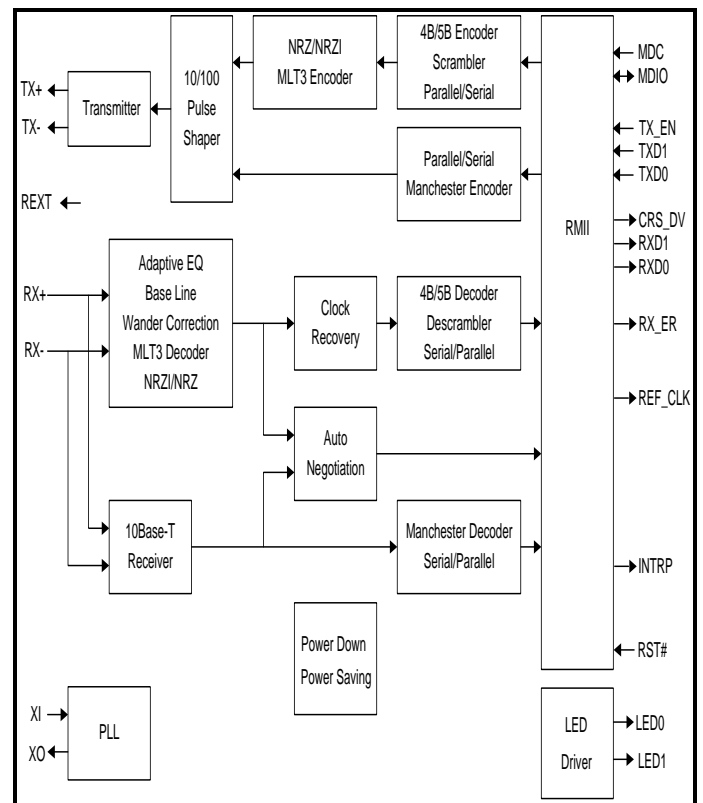 NRZ/NRZI
MLT3 Encoder
4B/5B Encoder
Scrambler
Parallel/Serial
MDC
MDIO
10/100
Pulse
Shaper
TX+
TX-
Transmitter
TX_EN
TXD1
TXD0
Parallel/Serial
Manchester Encoder
REXT
RMII
CRS_DV
RXD1
RXD0
Adaptive EQ
Base Line
Wander Correction
MLT3 Decoder
NRZI/NRZ
RX+
RX-
Clock
Recovery
4B/5B Decoder
Descrambler
Serial/Parallel
RX_ER
REF_CLK
Auto
Negotiation
10Base-T
Receiver
Manchester Decoder
Serial/Parallel
INTRP
Power Down
Power Saving
RST#
XI
XO
PLL
LED
Driver
LED0
LED1